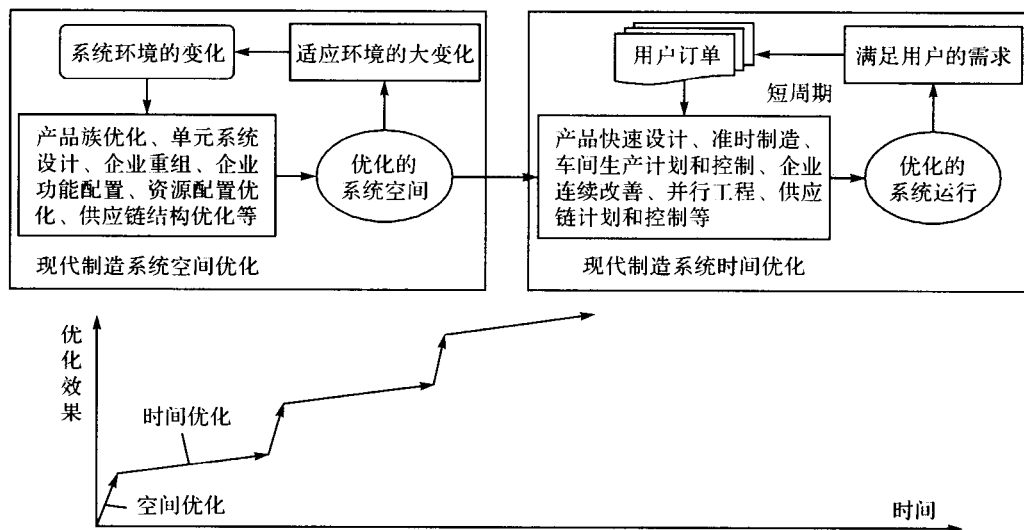 系统环境的变化
适应环境的大变化
产品族优化、单元系统
设计、企业重组、企业
功能配置、资源配置优
化、供应链结构优化等
优化的
系统空间
现代制造系统空间优化
用户订单
满足用户的需求
短周期
产品快速设计、准时制造、
车间生产计划和控制、企业
连续改善、并行工程、供应
链计划和控制等
优化的
系统运行
现代制造系统时间优化
优化效果
时间优化
空间优化
时间